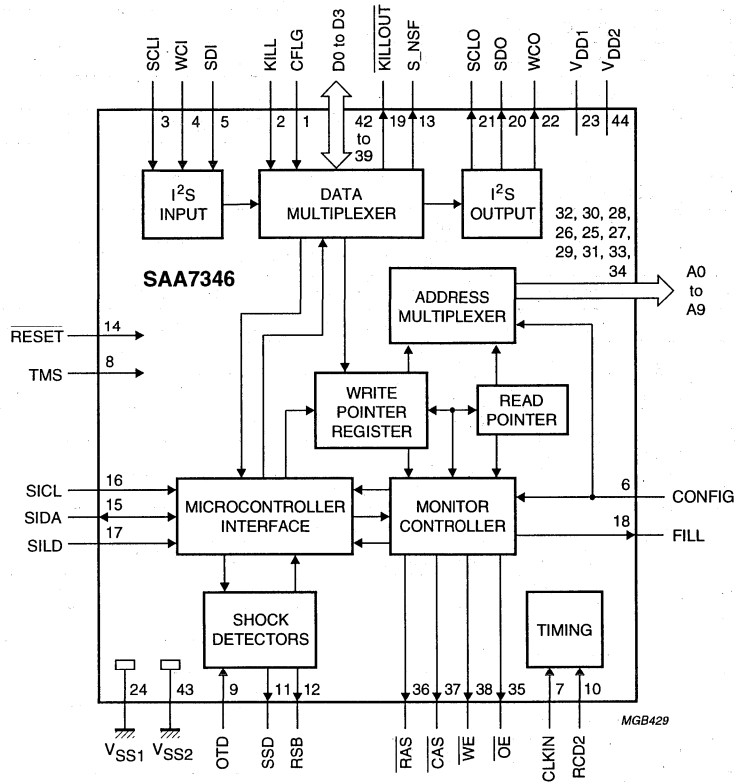 SCLI
WCI
SDI
KILL
CFLG
D0 to D3
KILLOUT
S_NSF
SCLO
SDO
WCO
VDD1
VDD2
3
4
5
2
1
42
to
39
19
13
21
20
22
23
44
I2S
INPUT
DATA
MULTIPLEXER
I2S
OUTPUT
32, 30, 28,
26, 25, 27,
29, 31, 33,
34
SAA7346
ADDRESS
MULTIPLEXER
A0
to
A9
RESET
14
TMS
8
WRITE
POINTER
REGISTER
READ
POINTER
SICL
16
SIDA
15
SILD
17
MICROCONTROLLER
INTERFACE
MONITOR
CONTROLLER
6
CONFIG
18
FILL
SHOCK
DETECTORS
TIMING
24
43
9
11
12
36
37
38
35
7
10
VSS1
VSS2
OTD
SSD
RSB
RAS
CAS
WE
OE
CLKIN
RCD2
MGB429